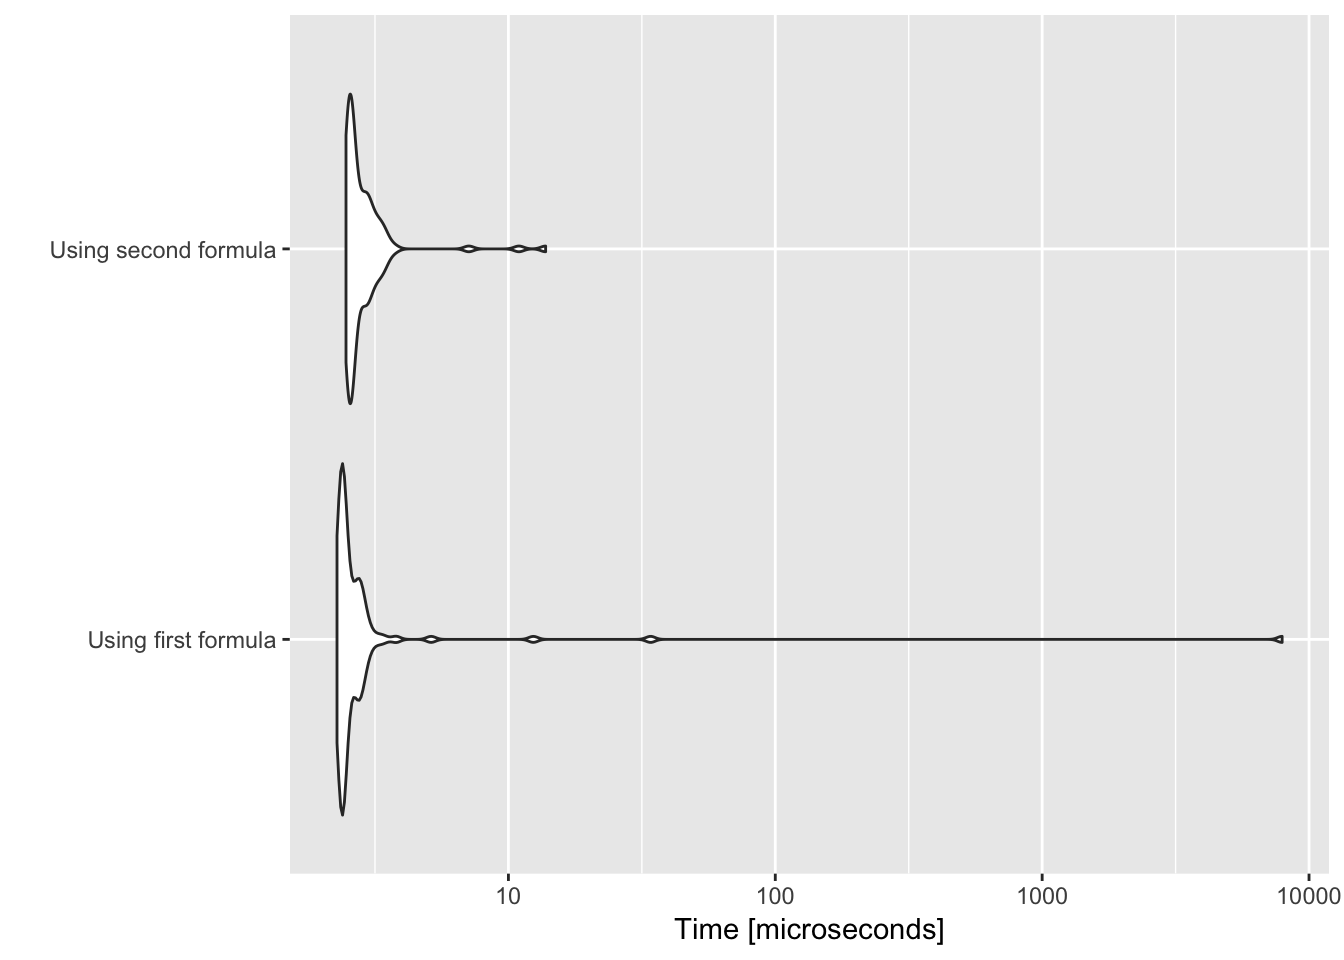 Using second formula
Using first formula
10 100 1000 10000
Time [microseconds]